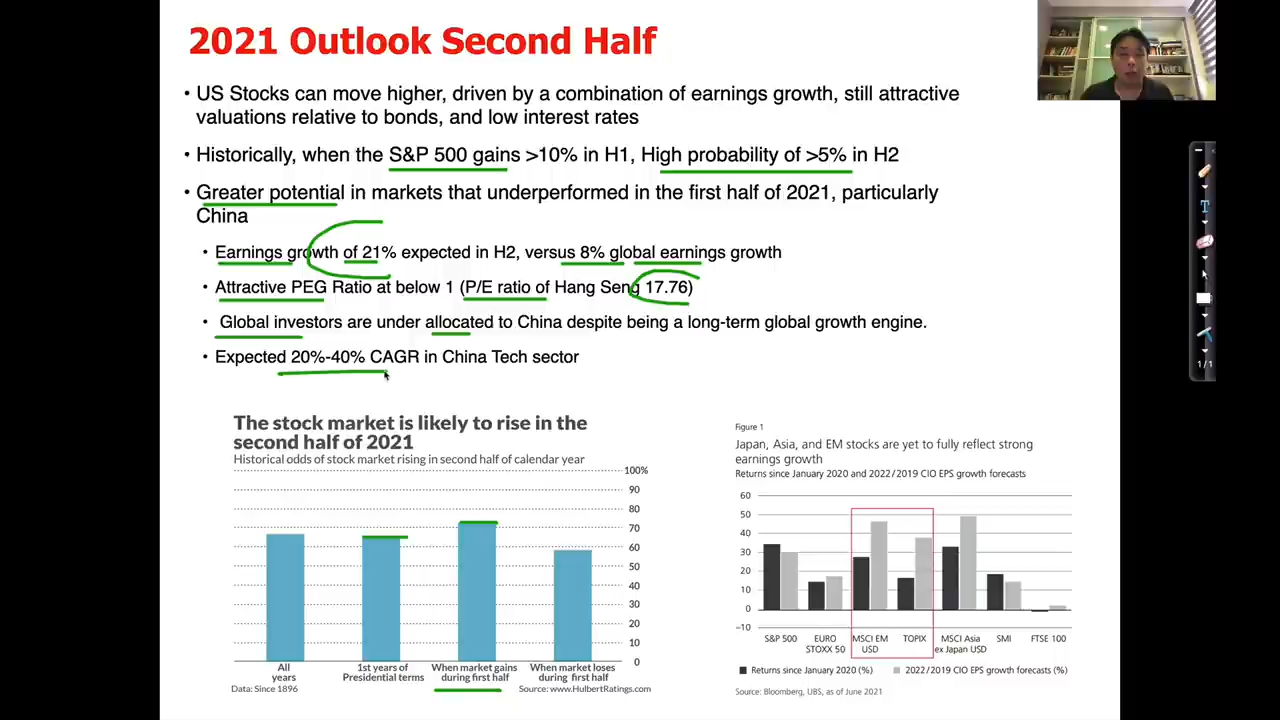 2021 Outlook Second Half
• US Stocks can move higher, driven by a combination of earnings growth, still attractive
valuations relative to bonds, and low interest rates
• Historically, when the S&P 500 gains >10% in H1, High probability of >5% in H2
• Greater potential in markets that underperformed in the first half of 2021, particularly
China
• Earnings growth of 21% expected in H2, versus 8% global earnings growth
• Attractive PEG Ratio at below 1 (P/E ratio of Hang Seng 17.76)
• Global investors are under allocated to China despite being a long-term global growth engine.
• Expected 20%-40% CAGR in China Tech sector
1/1
The stock market is likely to rise in the
second half of 2021
Historical odds of stock market rising in second half of calendar year
100%
90
80
70
60
50
40
30
20
10
0
All
years
1st years of
Presidential terms
When market gains
during first half
When market loses
during first half
Data: Since 1896
Source: www.HulbertRatings.com
Figure 1
Japan, Asia, and EM stocks are yet to fully reflect strong
earnings growth
Returns since January 2020 and 2022/2019 CIO EPS growth forecasts
60
50
40
30
20
10
0
–10
S&P 500
EURO
STOXX 50
MSCI EM
USD
TOPIX
MSCI Asia
ex Japan USD
SMI
FTSE 100
Returns since January 2020 (%)
2022/2019 CIO EPS growth forecasts (%)
Source: Bloomberg, UBS, as of June 2021